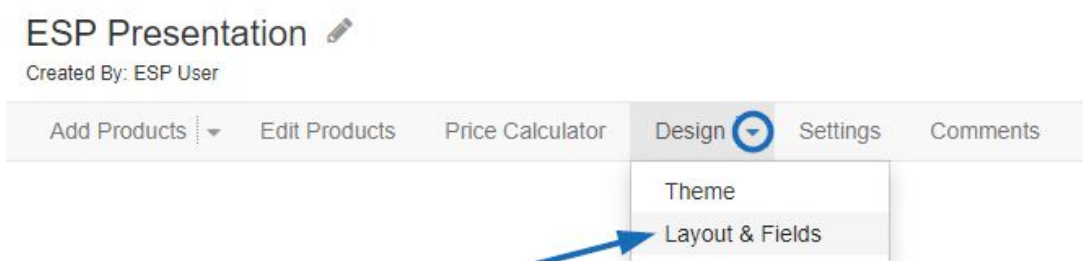 ESP Presentation
Created By: ESP User
Add Products Edit Products Price Calculator Design Settings Comments
Theme
Layout & Fields